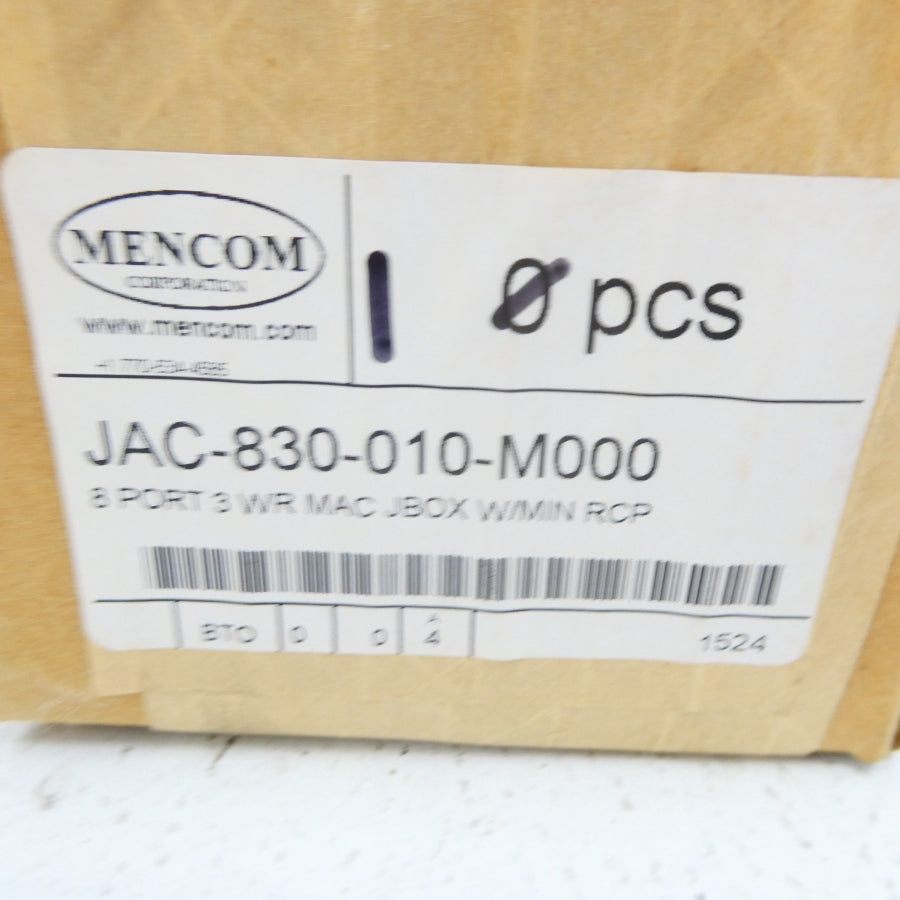 MENCOM
CORPORATION
www.mencom.com
1 0 pcs
JAC-830-010-M000
8 PORT 3 WR MAC JBOX W/MIN RCP
BTO 0 0 4 1524